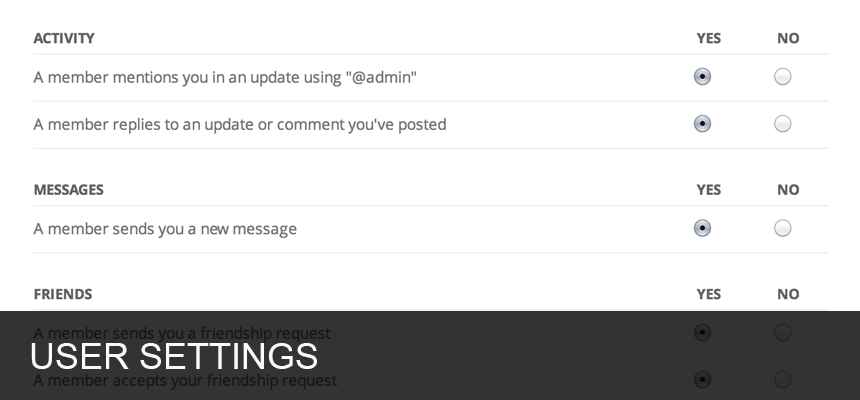 ACTIVITY YES NO
A member mentions you in an update using "@admin"
A member replies to an update or comment you've posted
MESSAGES YES NO
A member sends you a new message
FRIENDS YES NO
A member sends you a friendship request
USER SETTINGS
A member accepts your friendship request